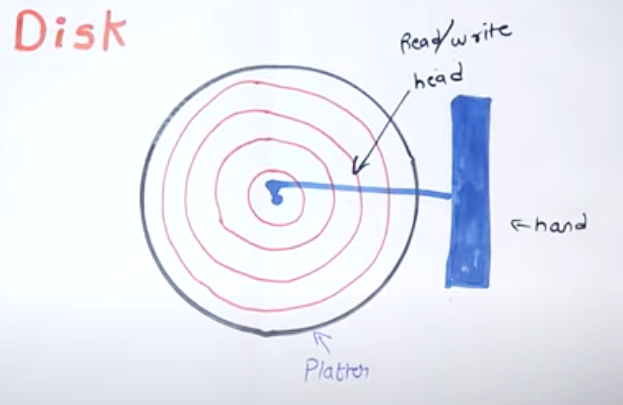 Disk
Read/write
head
hand
Platter